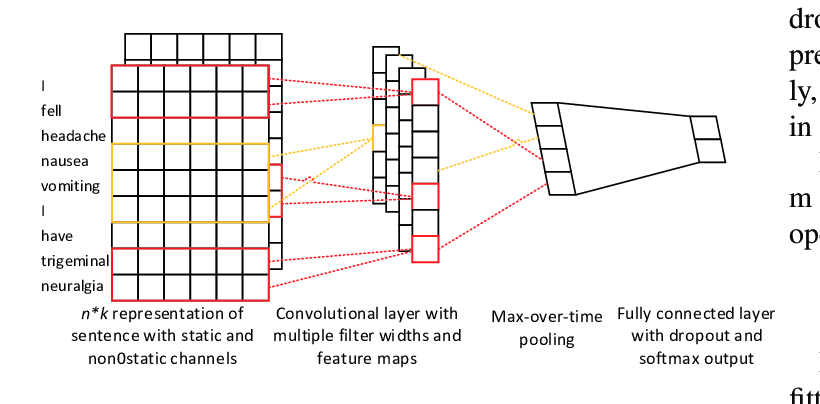 I
fell
headache
nausea
vomiting
I
have
trigeminal
neuralgia
n*k representation of
sentence with static and
non0static channels
Convolutional layer with
multiple filter widths and
feature maps
Max-over-time
pooling
Fully connected layer
with dropout and
softmax output
dro
pre
ly,
in
m
op
fitt